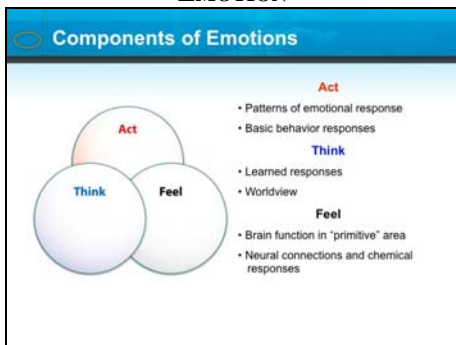 EMOTION
Components of Emotions
Act
• Patterns of emotional response
• Basic behavior responses
Think
• Learned responses
• Worldview
Feel
• Brain function in "primitive" area
• Neural connections and chemical
responses
Act
Think
Feel